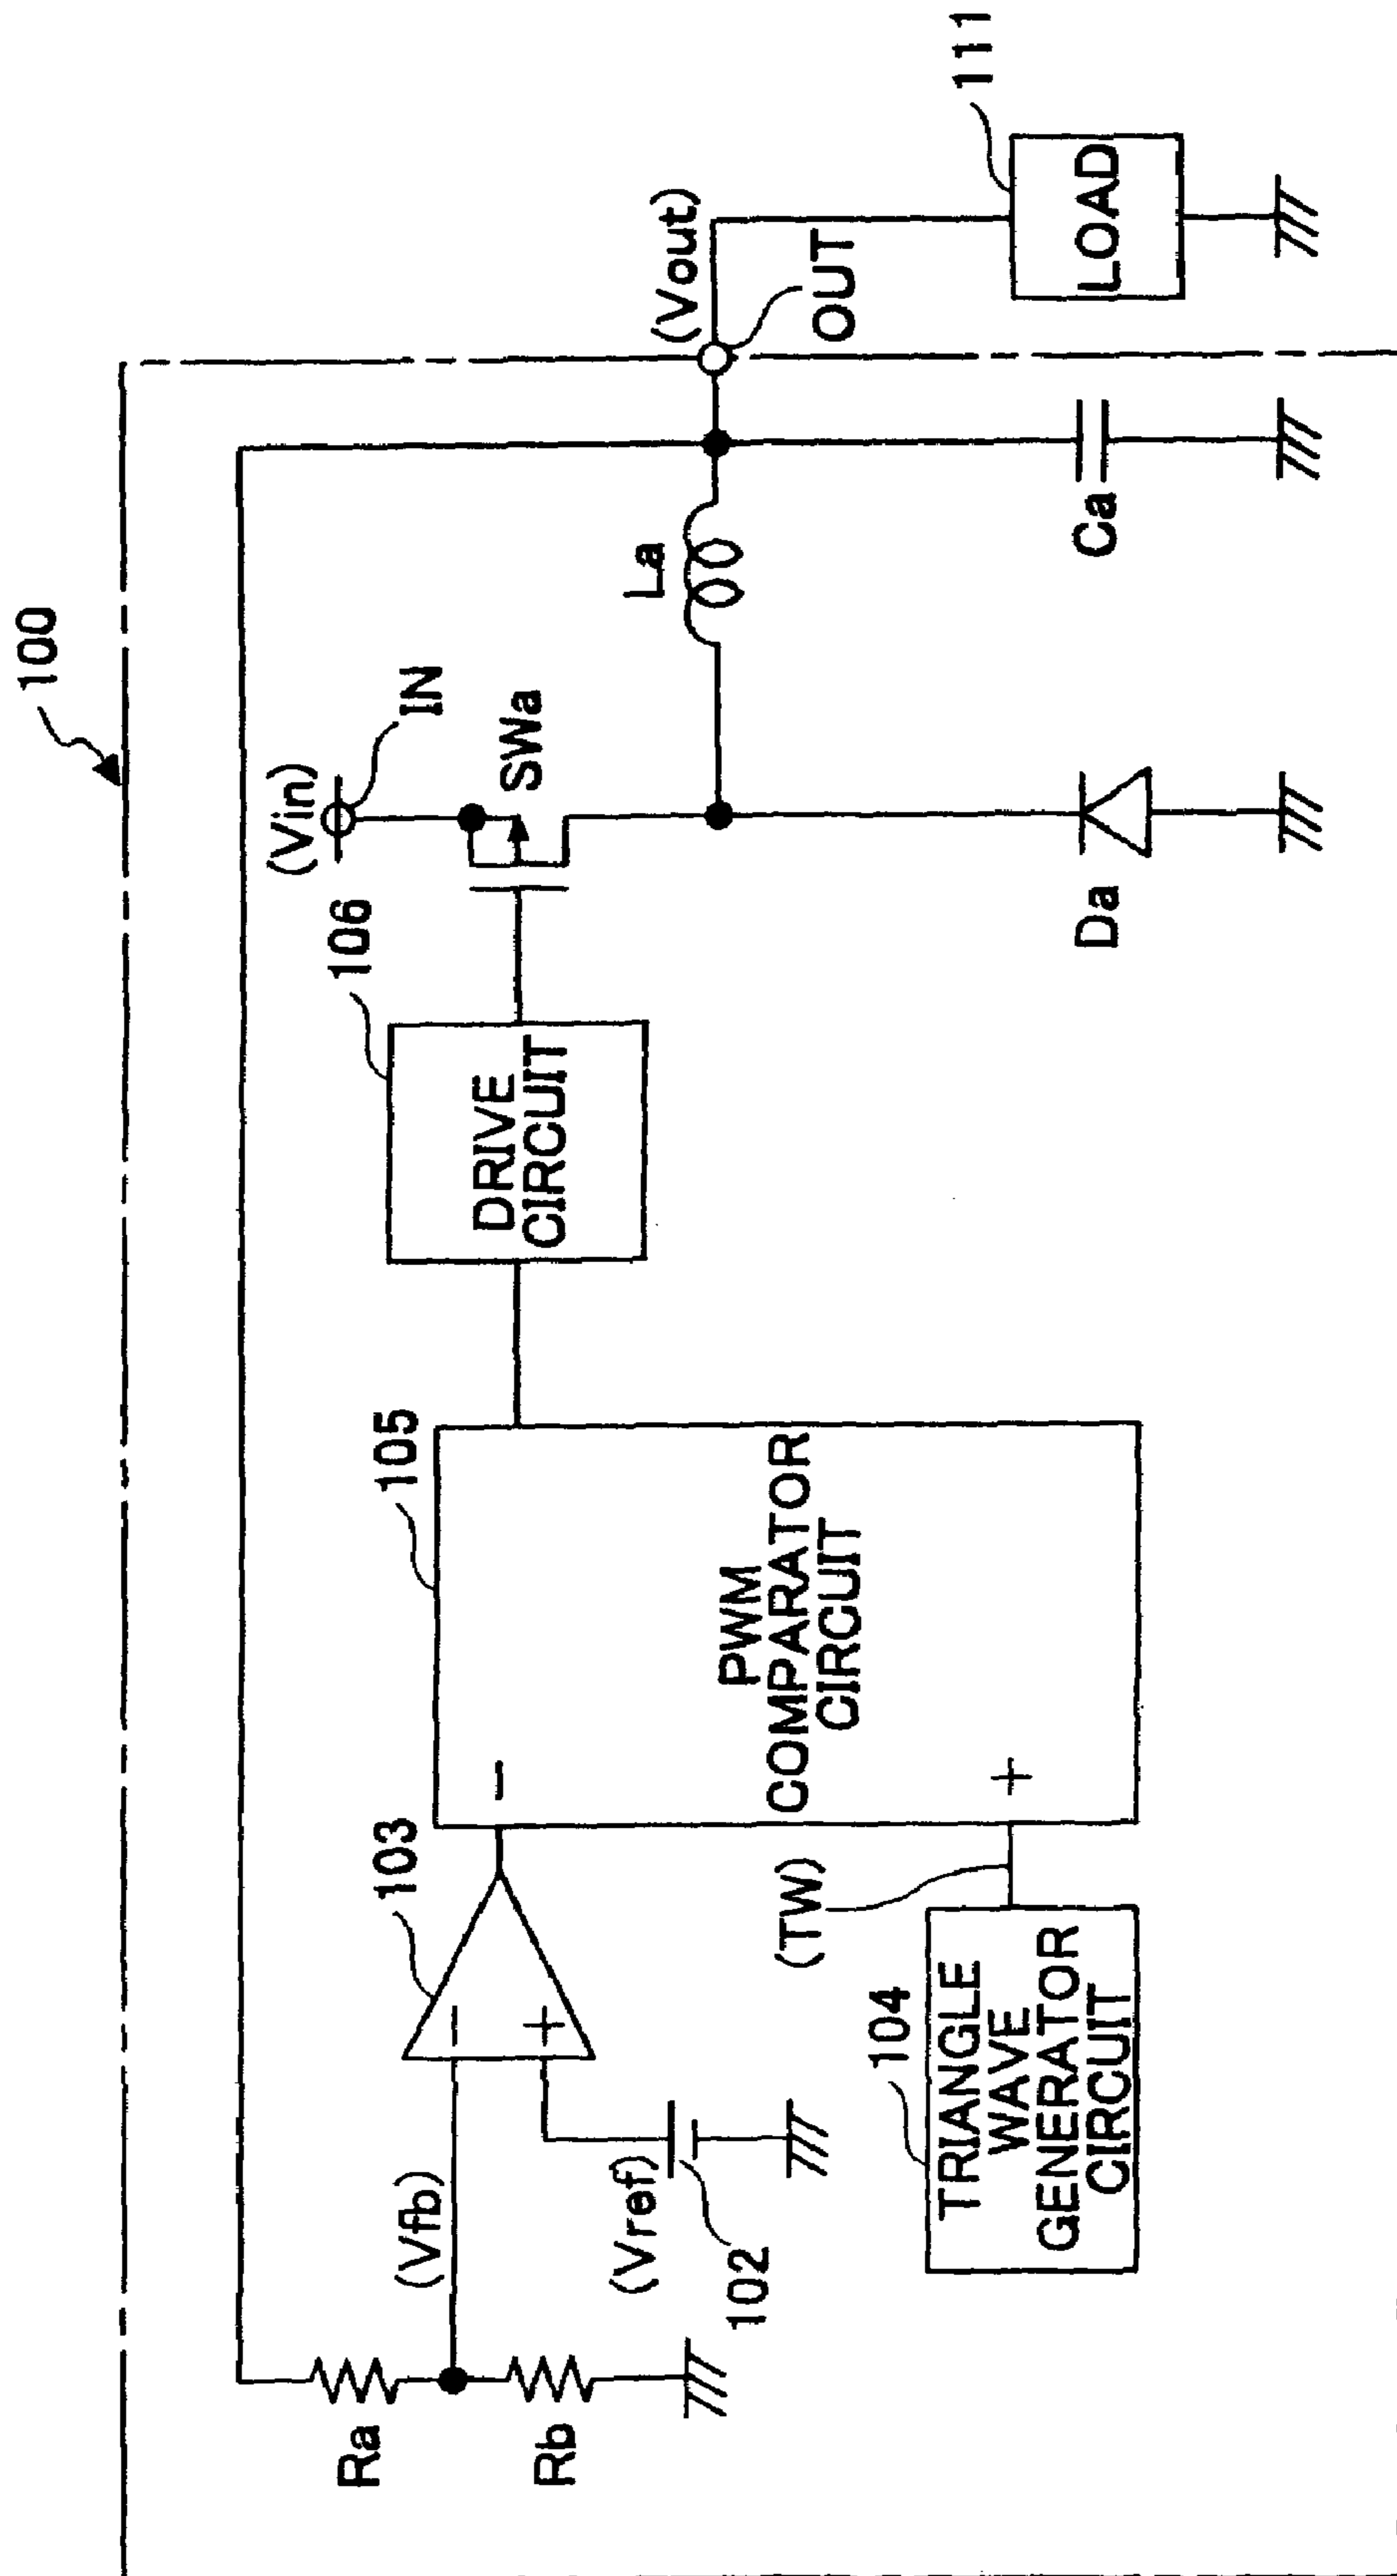 100
(Vin)
IN
SWa
La
(Vout)
OUT
111
LOAD
Ca
Da
106
DRIVE
CIRCUIT
105
PWM
COMPARATOR
CIRCUIT
−
+
103
−
+
(TW)
104
TRIANGLE
WAVE
GENERATOR
CIRCUIT
(Vfb)
(Vref)
102
Ra
Rb